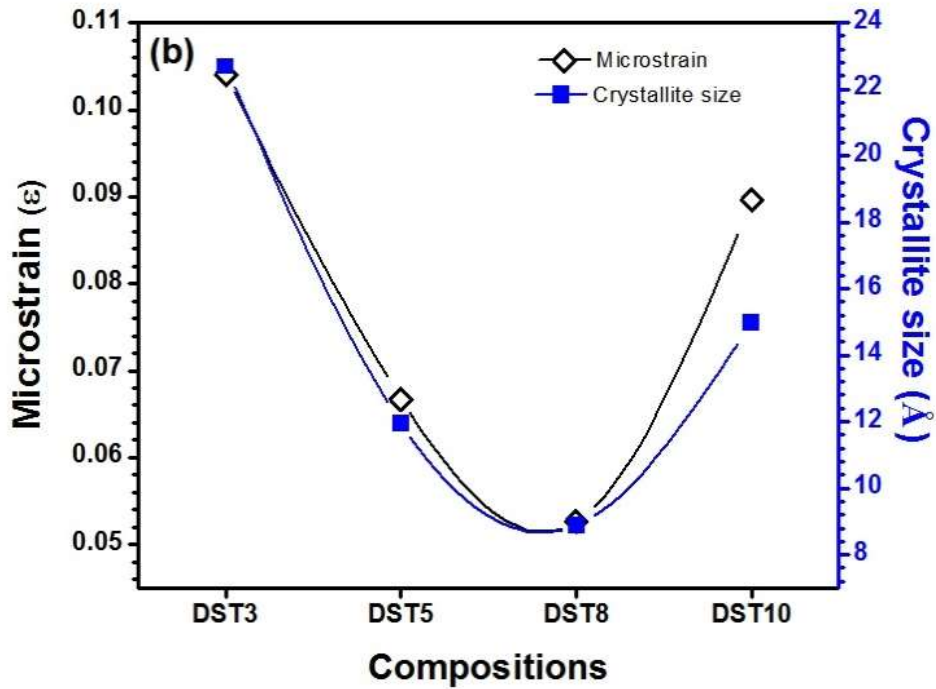 (b)
Microstrain
Crystallite size
0.11
0.10
0.09
0.08
0.07
0.06
0.05
Microstrain (ε)
24
22
20
18
16
14
12
10
8
Crystallite size (Å)
DST3 DST5 DST8 DST10
Compositions